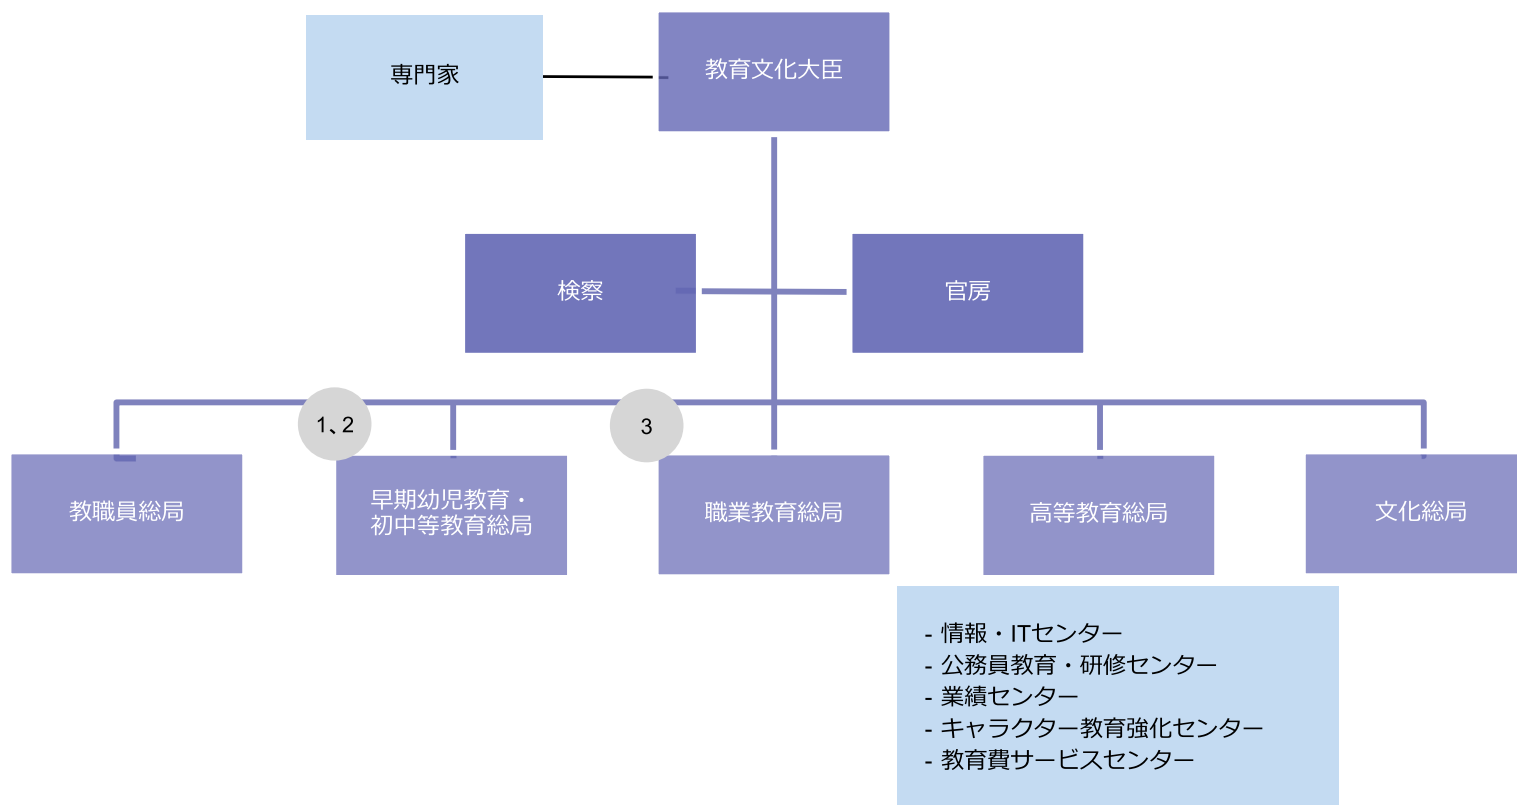 専門家
教育文化大臣
検察
官房
1、2
3
教職員総局
早期幼児教育・
初中等教育総局
職業教育総局
高等教育総局
文化総局
- 情報・ITセンター
- 公務員教育・研修センター
- 業績センター
- キャラクター教育強化センター
- 教育費サービスセンター